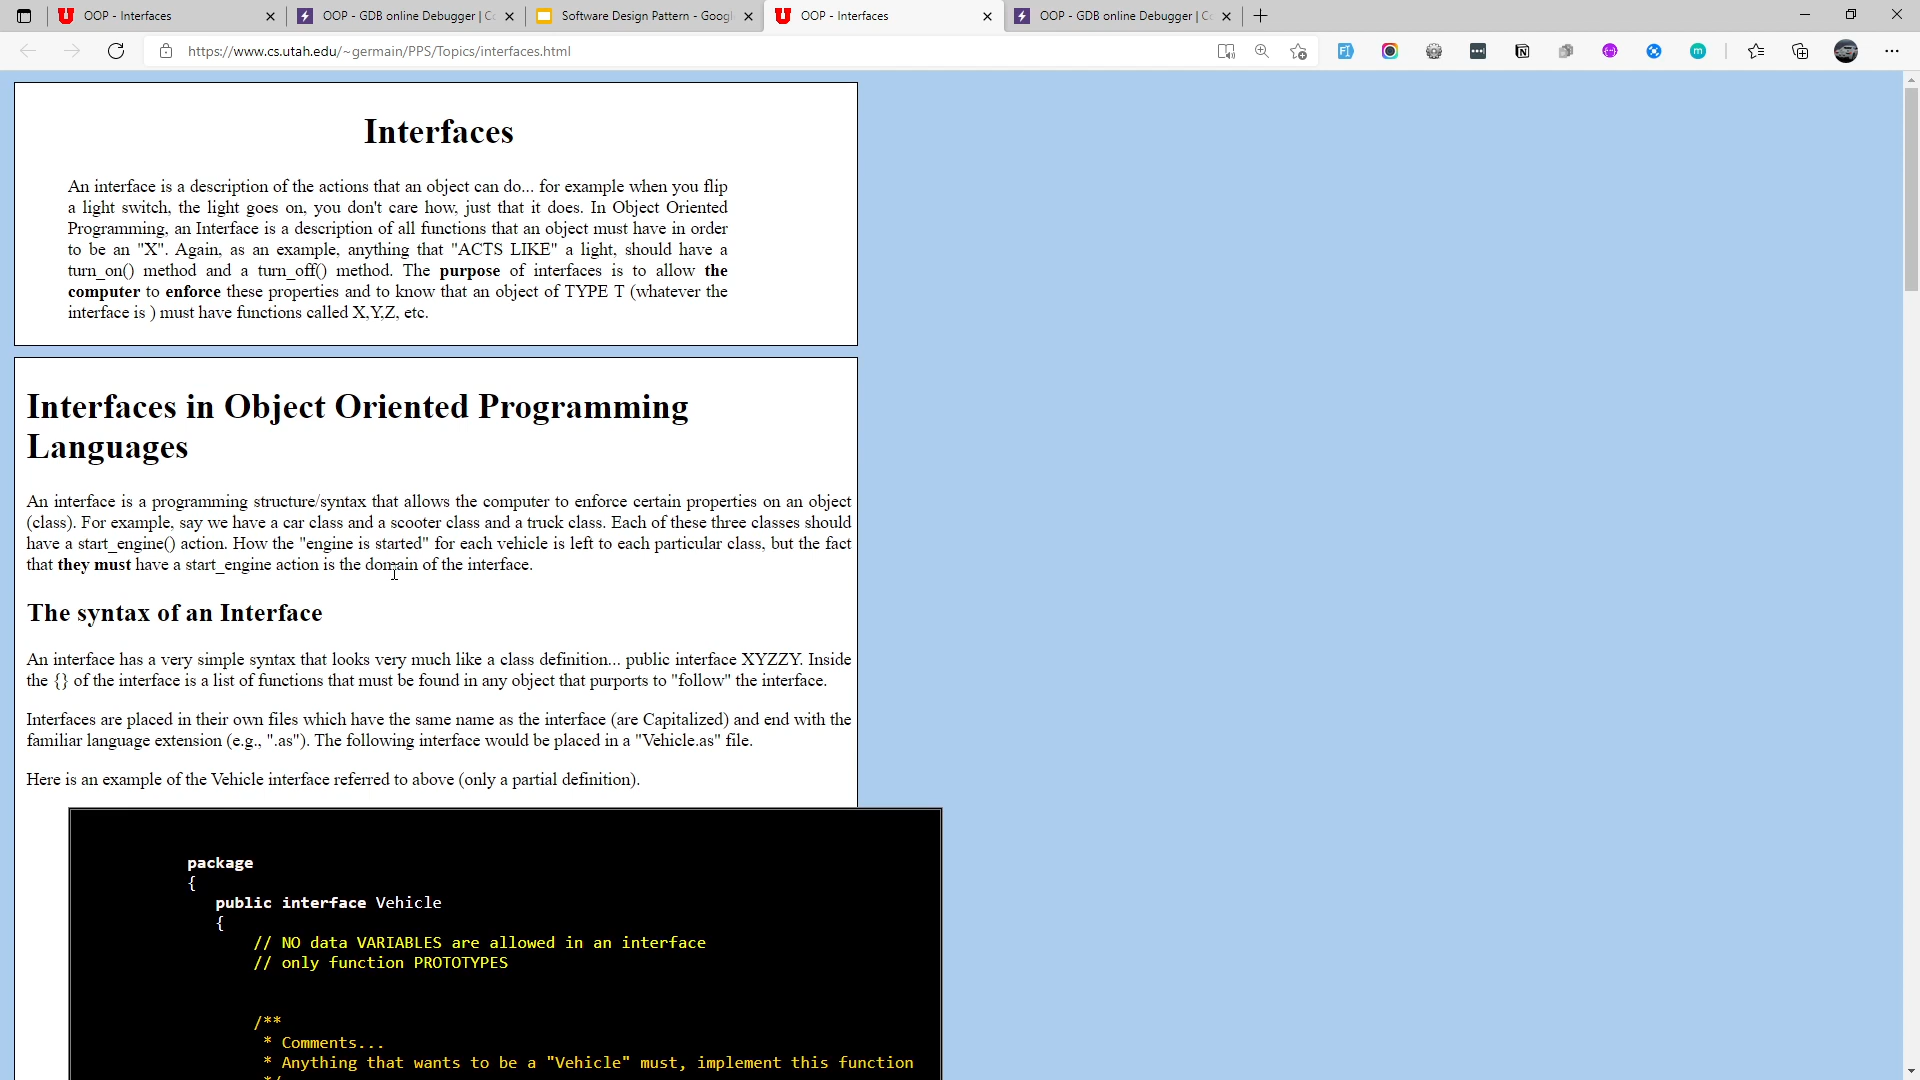 OOP - Interfaces
OOP - GDB online Debugger | C
Software Design Pattern - Googl
OOP - Interfaces
OOP - GDB online Debugger | C
https://www.cs.utah.edu/~germain/PPS/Topics/interfaces.html
Interfaces
An interface is a description of the actions that an object can do... for example when you flip
a light switch, the light goes on, you don't care how, just that it does. In Object Oriented
Programming, an Interface is a description of all functions that an object must have in order
to be an "X". Again, as an example, anything that "ACTS LIKE" a light, should have a
turn_on() method and a turn_off() method. The purpose of interfaces is to allow the
computer to enforce these properties and to know that an object of TYPE T (whatever the
interface is ) must have functions called X,Y,Z, etc.
Interfaces in Object Oriented Programming
Languages
An interface is a programming structure/syntax that allows the computer to enforce certain properties on an object
(class). For example, say we have a car class and a scooter class and a truck class. Each of these three classes should
have a start_engine() action. How the "engine is started" for each vehicle is left to each particular class, but the fact
that they must have a start_engine action is the domain of the interface.
The syntax of an Interface
An interface has a very simple syntax that looks very much like a class definition... public interface XYZZY. Inside
the {} of the interface is a list of functions that must be found in any object that purports to "follow" the interface.
Interfaces are placed in their own files which have the same name as the interface (are Capitalized) and end with the
familiar language extension (e.g., ".as"). The following interface would be placed in a "Vehicle.as" file.
Here is an example of the Vehicle interface referred to above (only a partial definition).
package
{
public interface Vehicle
{
// NO data VARIABLES are allowed in an interface
// only function PROTOTYPES
/**
* Comments...
* Anything that wants to be a "Vehicle" must, implement this function
*/